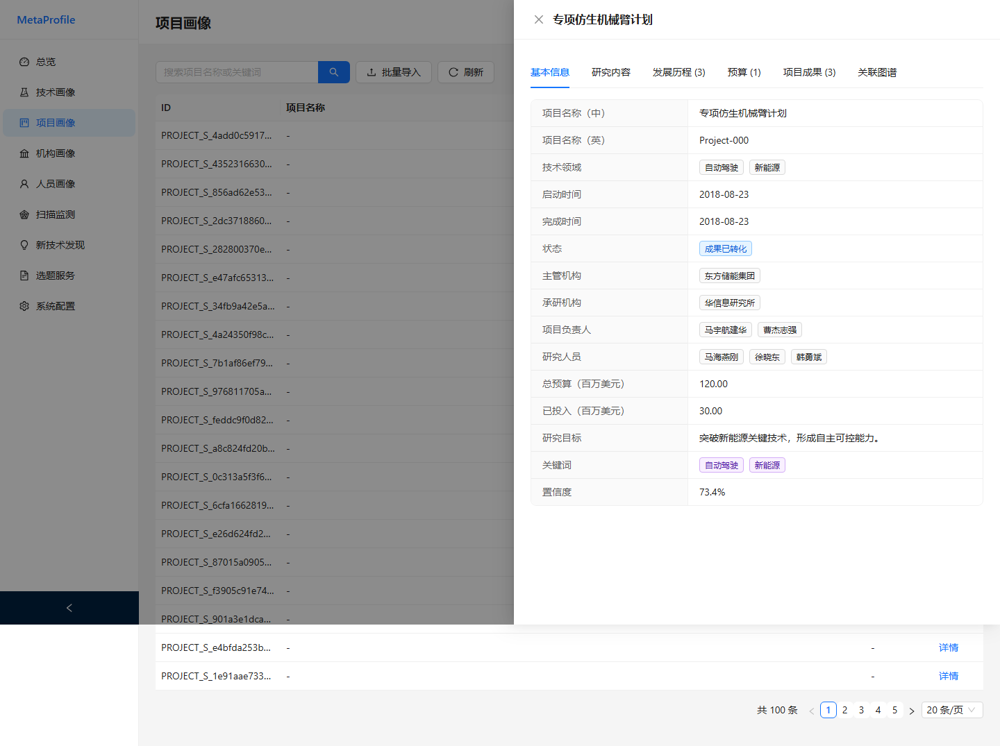 MetaProfile
总览
技术画像
项目画像
机构画像
人员画像
扫描监测
新技术发现
选题服务
系统配置
项目画像
搜索项目名称或关键词
批量导入
刷新
ID 项目名称
PROJECT_S_4add0c5917... -
PROJECT_S_4352316630... -
PROJECT_S_856ad62e53... -
PROJECT_S_2dc3718860... -
PROJECT_S_282800370e... -
PROJECT_S_e47afc65313... -
PROJECT_S_34fb9a42e5a... -
PROJECT_S_4a24350f98c... -
PROJECT_S_7b1af86ef79... -
PROJECT_S_976811705a... -
PROJECT_S_feddc9f0d82... -
PROJECT_S_a8c824fd20b... -
PROJECT_S_0c313a5f3f6... -
PROJECT_S_6cfa1662819... -
PROJECT_S_e26d624fd2... -
PROJECT_S_87015a0905... -
PROJECT_S_f3905c91e74... -
PROJECT_S_901a3e1dca... -
PROJECT_S_e4bfda253b... - - 详情
PROJECT_S_1e91aae733... - - 详情
共 100 条 < 1 2 3 4 5 > 20 条/页
专项仿生机械臂计划
基本信息 研究内容 发展历程 (3) 预算 (1) 项目成果 (3) 关联图谱
项目名称（中） 专项仿生机械臂计划
项目名称（英） Project-000
技术领域 自动驾驶 新能源
启动时间 2018-08-23
完成时间 2018-08-23
状态 成果已转化
主管机构 东方储能集团
承研机构 华信息研究所
项目负责人 马宇航建华 曹杰志强
研究人员 马海燕刚 徐晓东 韩勇斌
总预算（百万美元） 120.00
已投入（百万美元） 30.00
研究目标 突破新能源关键技术，形成自主可控能力。
关键词 自动驾驶 新能源
置信度 73.4%